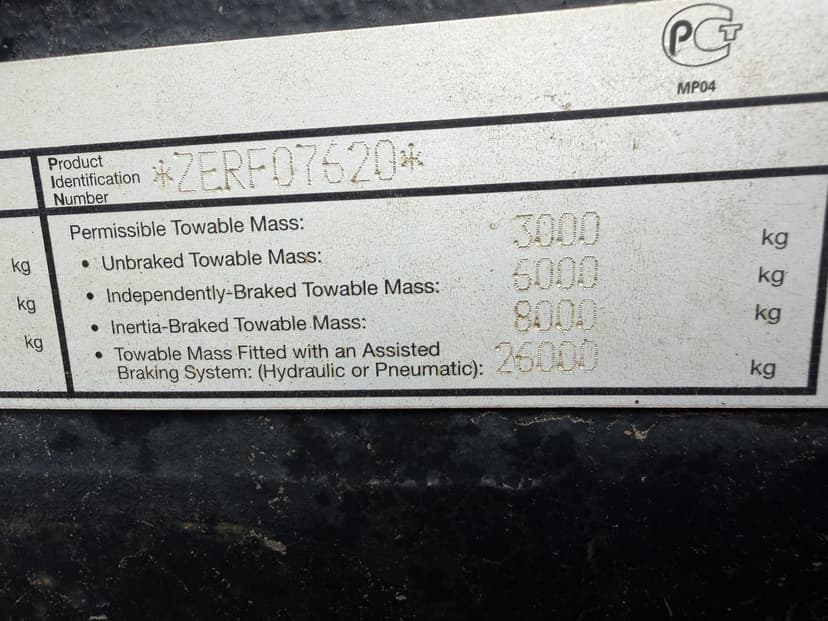 PCT
MP04
Product
Identification
Number
*ZERF07620*
Permissible Towable Mass:
• Unbraked Towable Mass: 3000 kg
• Independently-Braked Towable Mass: 6000 kg
• Inertia-Braked Towable Mass: 8000 kg
• Towable Mass Fitted with an Assisted
Braking System: (Hydraulic or Pneumatic): 26000 kg
kg
kg
kg